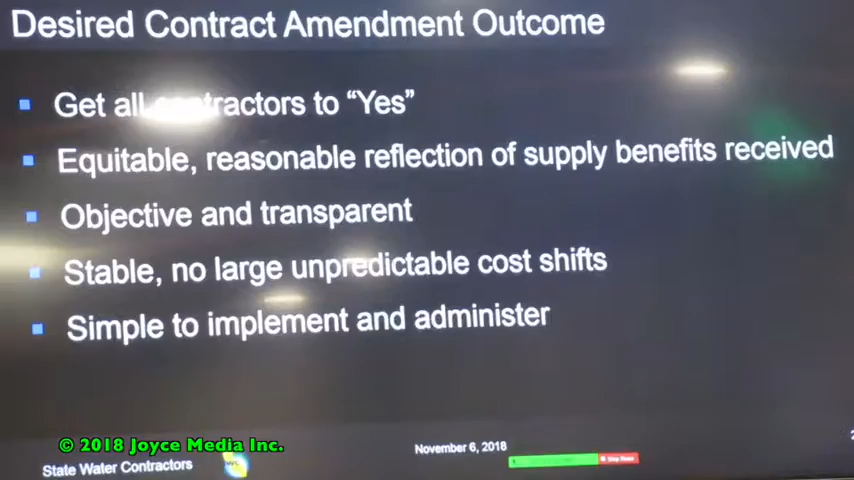 Desired Contract Amendment Outcome
Get all contractors to “Yes”
Equitable, reasonable reflection of supply benefits received
Objective and transparent
Stable, no large unpredictable cost shifts
Simple to implement and administer
© 2018 Joyce Media Inc.
November 6, 2018
State Water Contractors